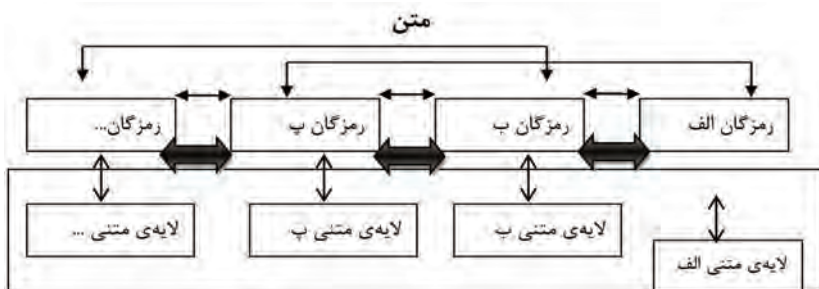 متن
رمزگان الف رمزگان ب رمزگان پ رمزگان...
لایه‌ی متنی ب لایه‌ی متنی پ لایه‌ی متنی ...
لایه‌ی متنی الف